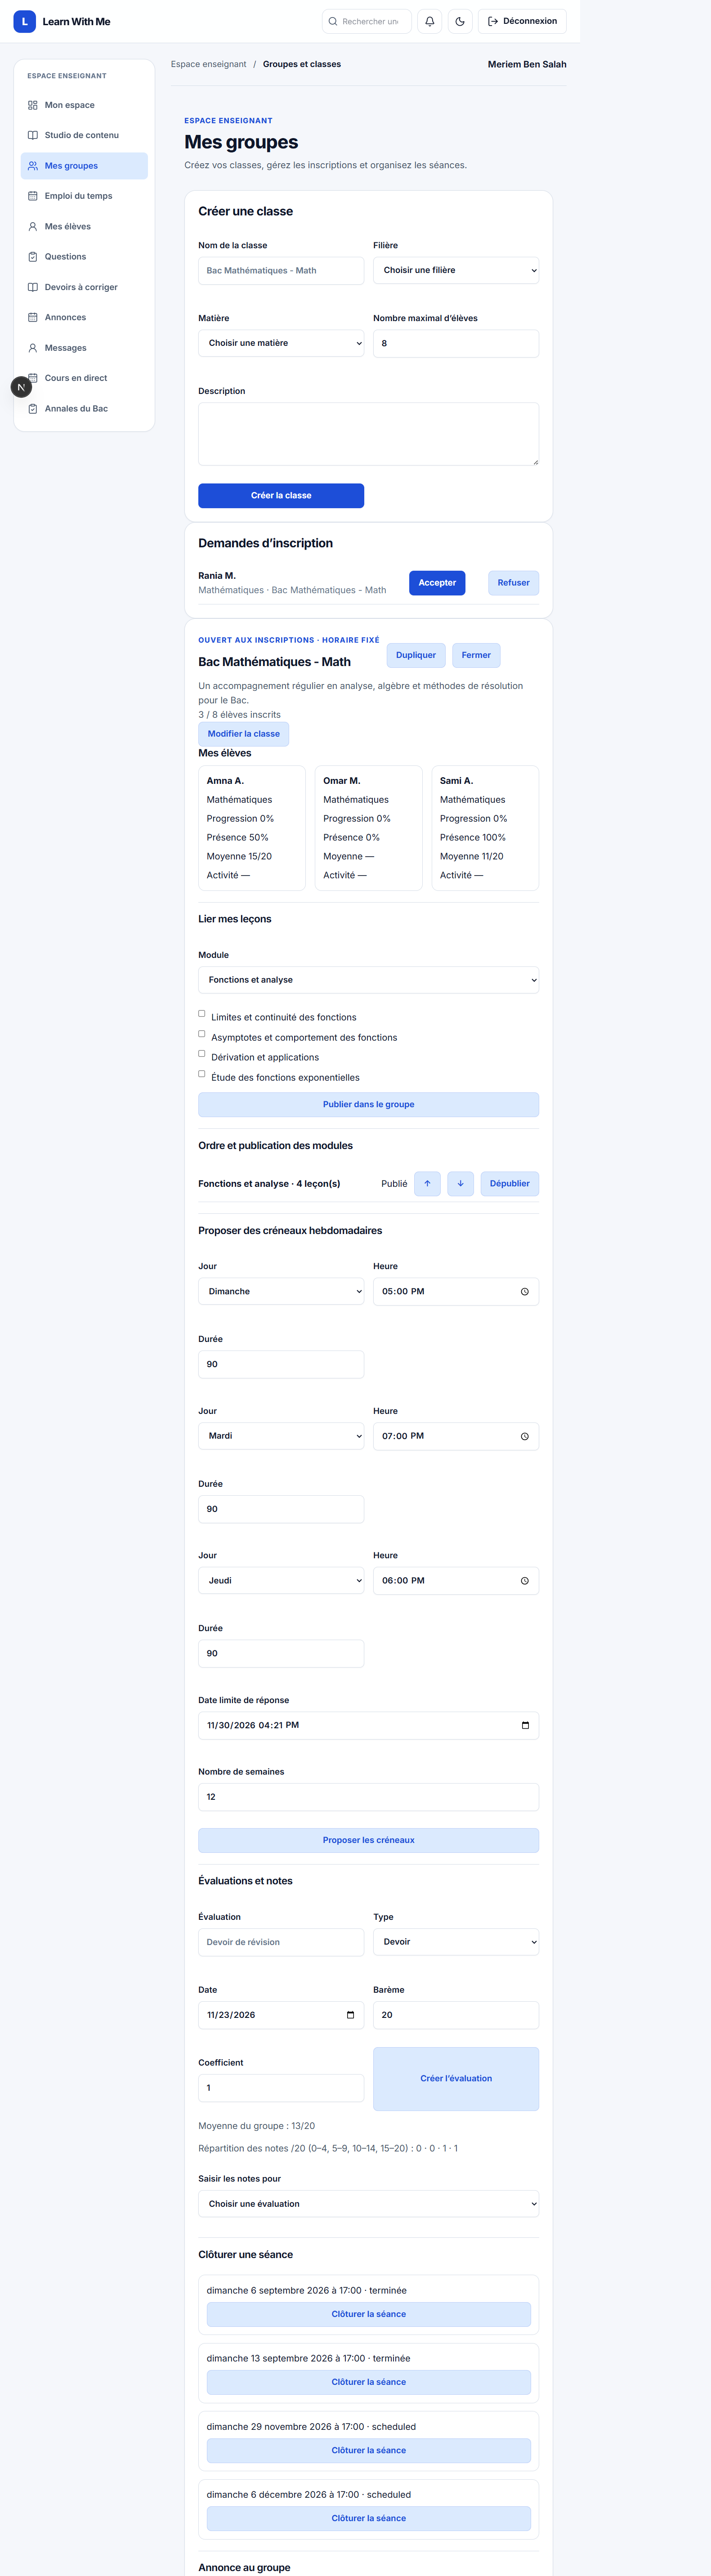 L Learn With Me
Rechercher un
Déconnexion
ESPACE ENSEIGNANT
Mon espace
Studio de contenu
Mes groupes
Emploi du temps
Mes élèves
Questions
Devoirs à corriger
Annonces
Messages
Cours en direct
N
Annales du Bac
Espace enseignant / Groupes et classes
Meriem Ben Salah
ESPACE ENSEIGNANT
Mes groupes
Créez vos classes, gérez les inscriptions et organisez les séances.
Créer une classe
Nom de la classe
Filière
Bac Mathématiques - Math
Choisir une filière
Matière
Nombre maximal d’élèves
Choisir une matière
8
Description
Créer la classe
Demandes d’inscription
Rania M.
Mathématiques · Bac Mathématiques - Math
Accepter
Refuser
OUVERT AUX INSCRIPTIONS · HORAIRE FIXÉ
Bac Mathématiques - Math
Dupliquer
Fermer
Un accompagnement régulier en analyse, algèbre et méthodes de résolution
pour le Bac.
3 / 8 élèves inscrits
Modifier la classe
Mes élèves
Amna A.
Mathématiques
Progression 0%
Présence 50%
Moyenne 15/20
Activité —
Omar M.
Mathématiques
Progression 0%
Présence 0%
Moyenne —
Activité —
Sami A.
Mathématiques
Progression 0%
Présence 100%
Moyenne 11/20
Activité —
Lier mes leçons
Module
Fonctions et analyse
Limites et continuité des fonctions
Asymptotes et comportement des fonctions
Dérivation et applications
Étude des fonctions exponentielles
Publier dans le groupe
Ordre et publication des modules
Fonctions et analyse · 4 leçon(s)
Publié
↑
↓
Dépublier
Proposer des créneaux hebdomadaires
Jour
Heure
Dimanche
05:00 PM
Durée
90
Jour
Heure
Mardi
07:00 PM
Durée
90
Jour
Heure
Jeudi
06:00 PM
Durée
90
Date limite de réponse
11/30/2026 04:21 PM
Nombre de semaines
12
Proposer les créneaux
Évaluations et notes
Évaluation
Type
Devoir de révision
Devoir
Date
Barème
11/23/2026
20
Coefficient
1
Créer l’évaluation
Moyenne du groupe : 13/20
Répartition des notes /20 (0–4, 5–9, 10–14, 15–20) : 0 · 0 · 1 · 1
Saisir les notes pour
Choisir une évaluation
Clôturer une séance
dimanche 6 septembre 2026 à 17:00 · terminée
Clôturer la séance
dimanche 13 septembre 2026 à 17:00 · terminée
Clôturer la séance
dimanche 29 novembre 2026 à 17:00 · scheduled
Clôturer la séance
dimanche 6 décembre 2026 à 17:00 · scheduled
Clôturer la séance
Annonce au groupe